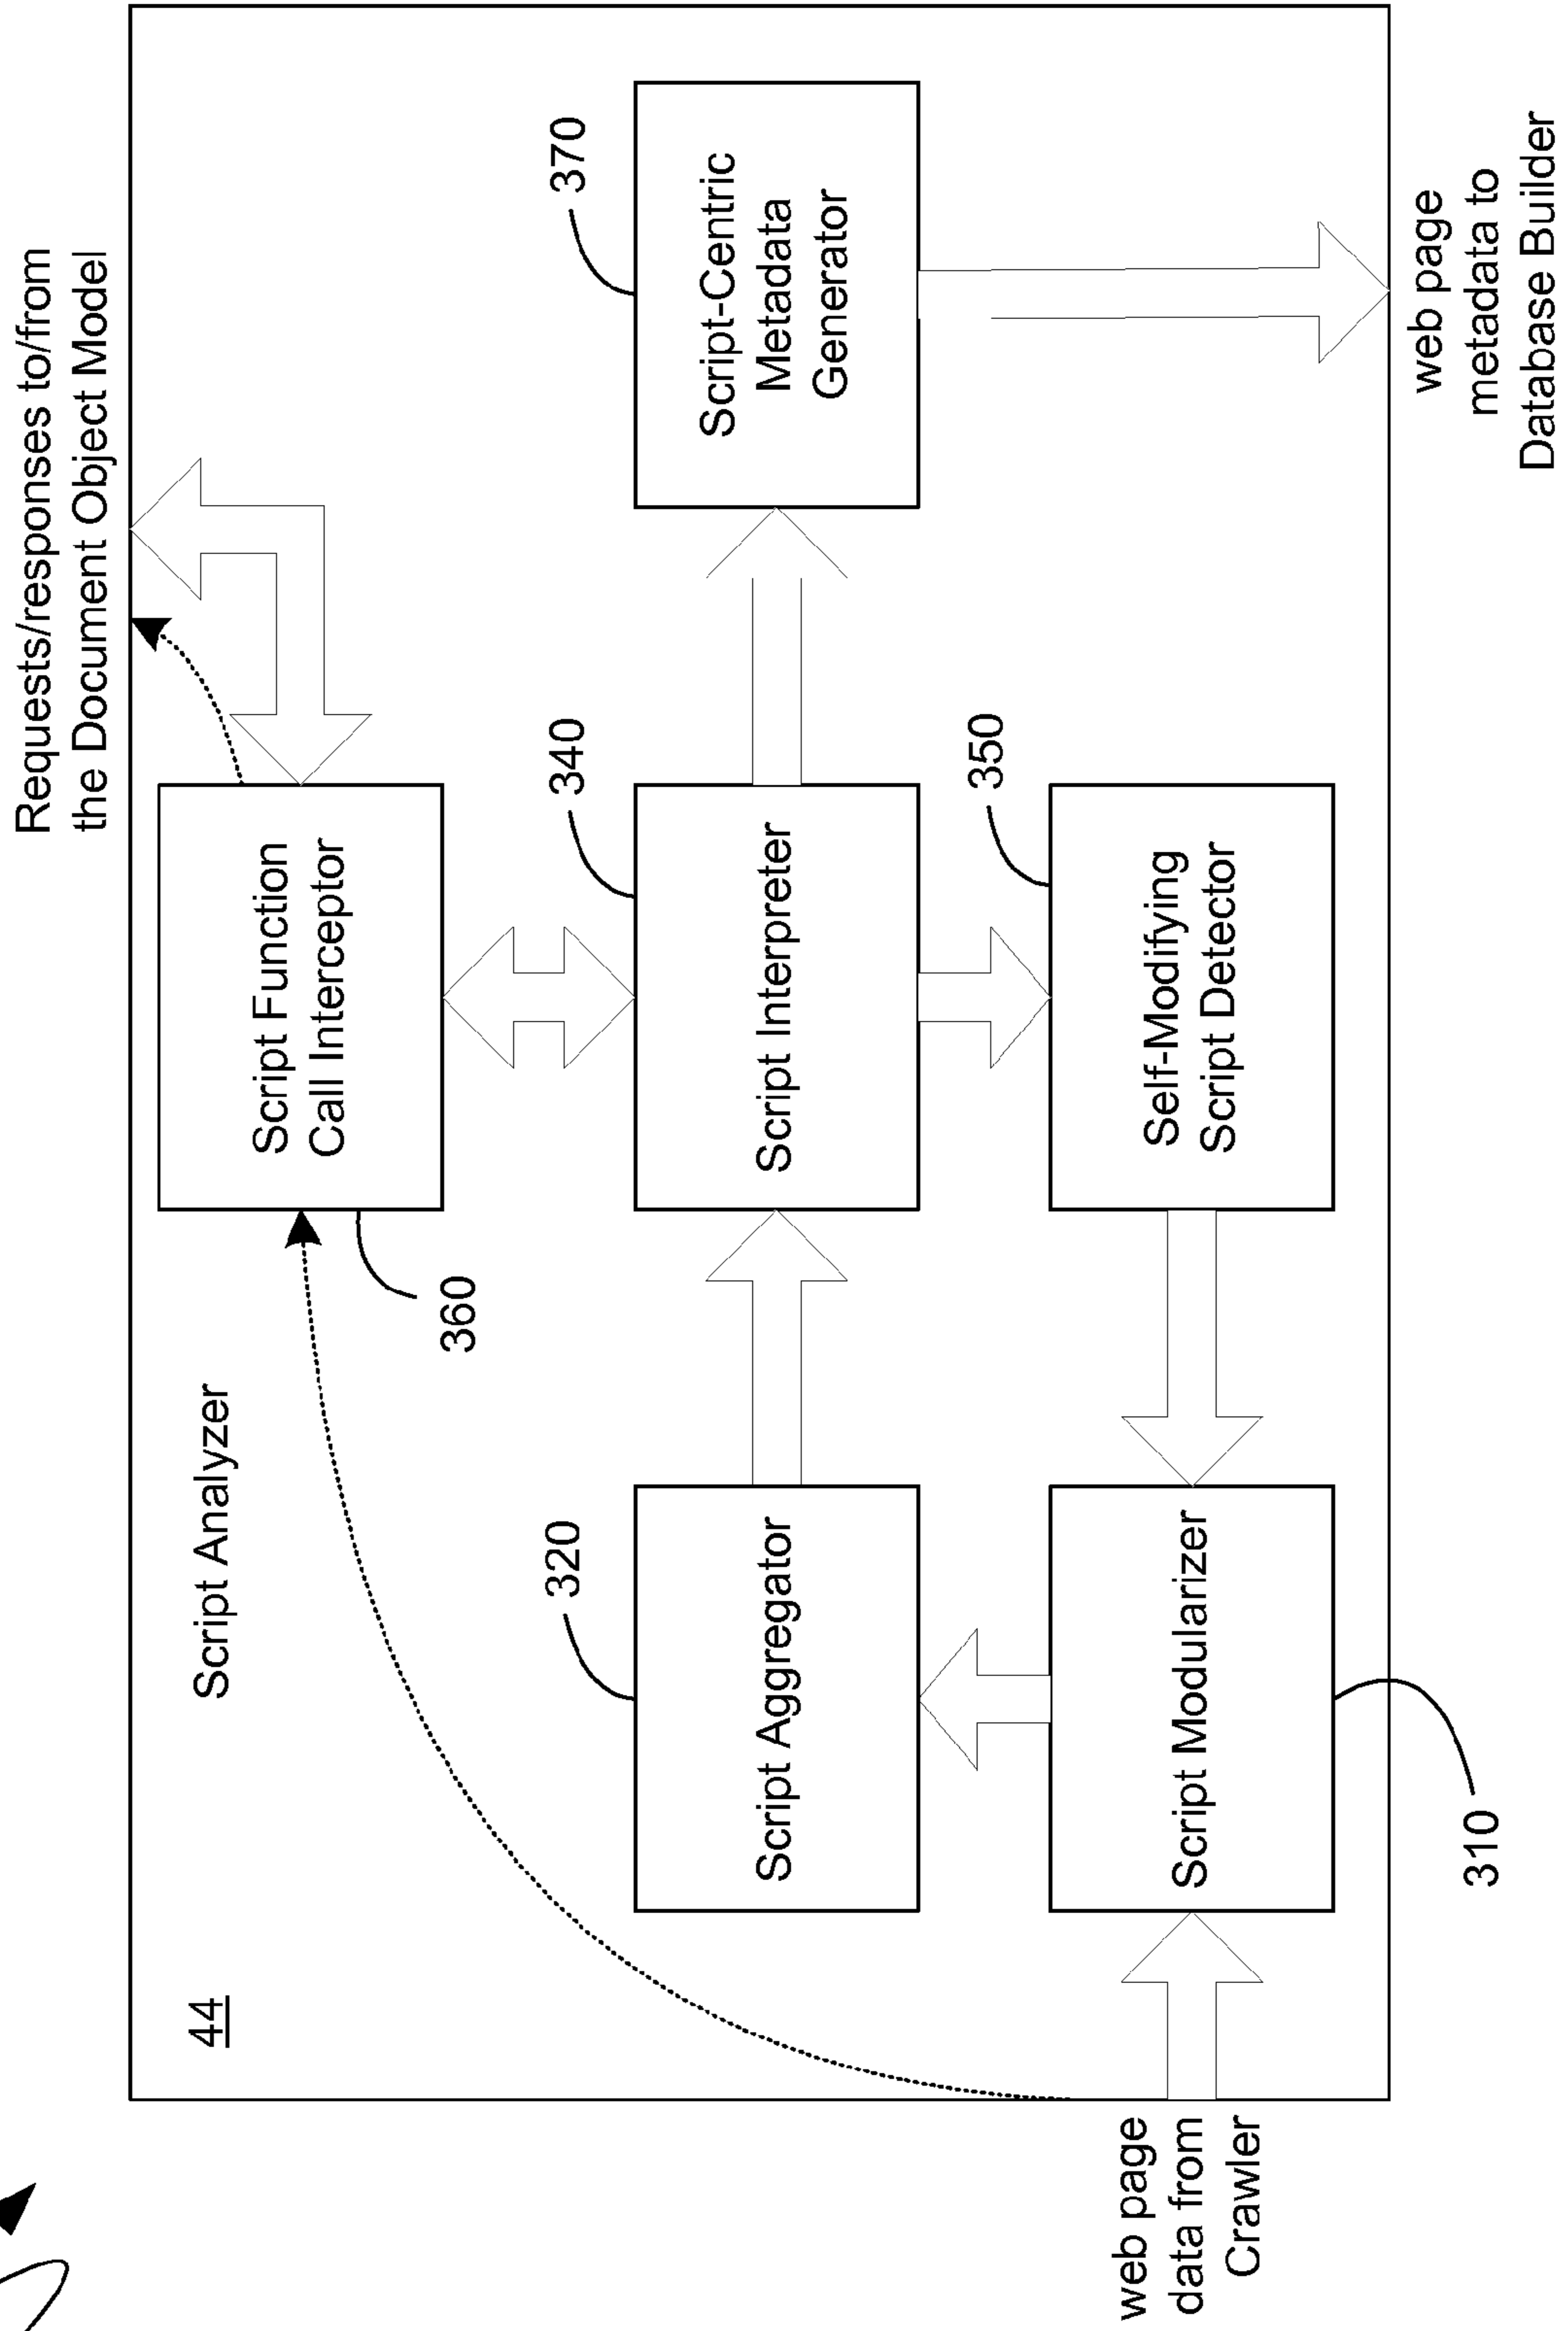 Requests/responses to/from
the Document Object Model
44
Script Analyzer
360
Script Function
Call Interceptor
320
Script Aggregator
340
Script Interpreter
370
Script-Centric
Metadata
Generator
350
Self-Modifying
Script Detector
Script Modularizer
310
web page
data from
Crawler
web page
metadata to
Database Builder